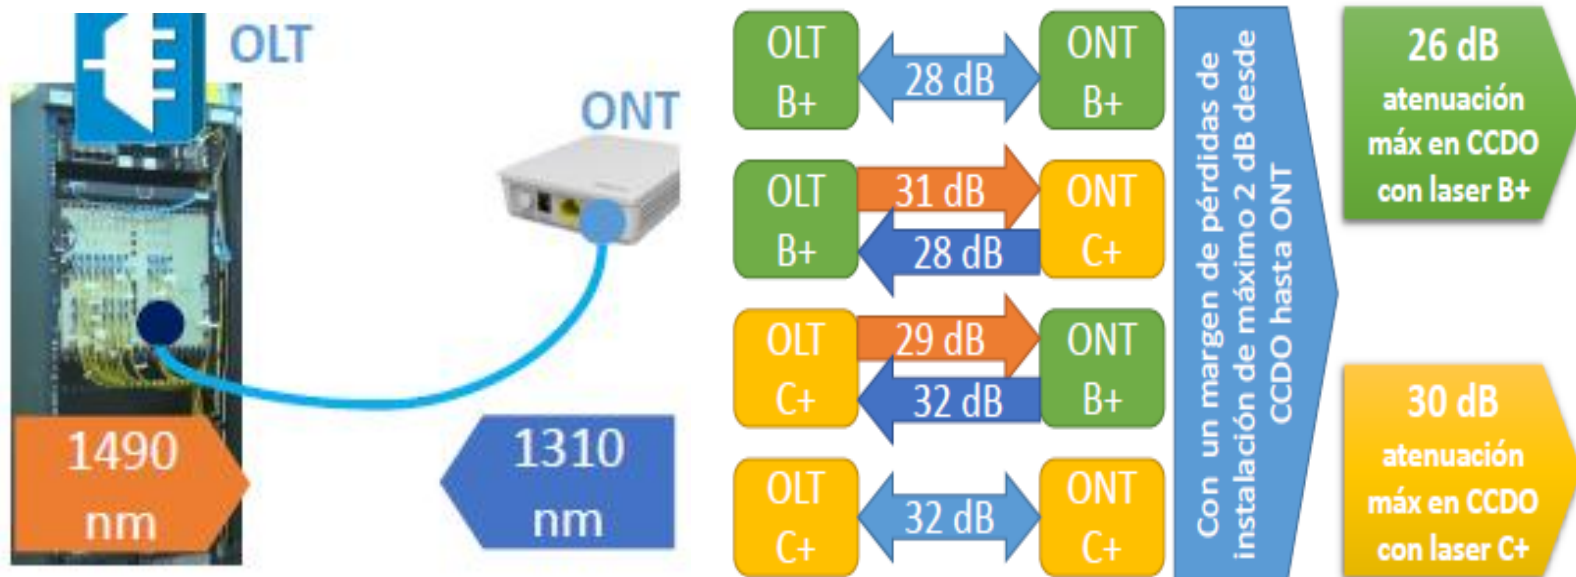 OLT
ONT
1490
nm
1310
nm
OLT
B+
28 dB
ONT
B+
OLT
B+
31 dB
28 dB
ONT
C+
OLT
C+
29 dB
32 dB
ONT
B+
OLT
C+
32 dB
ONT
C+
Con un margen de pérdidas de
instalación de máximo 2 dB desde
CCDO hasta ONT
26 dB
atenuación
máx en CCDO
con laser B+
30 dB
atenuación
máx en CCDO
con laser C+